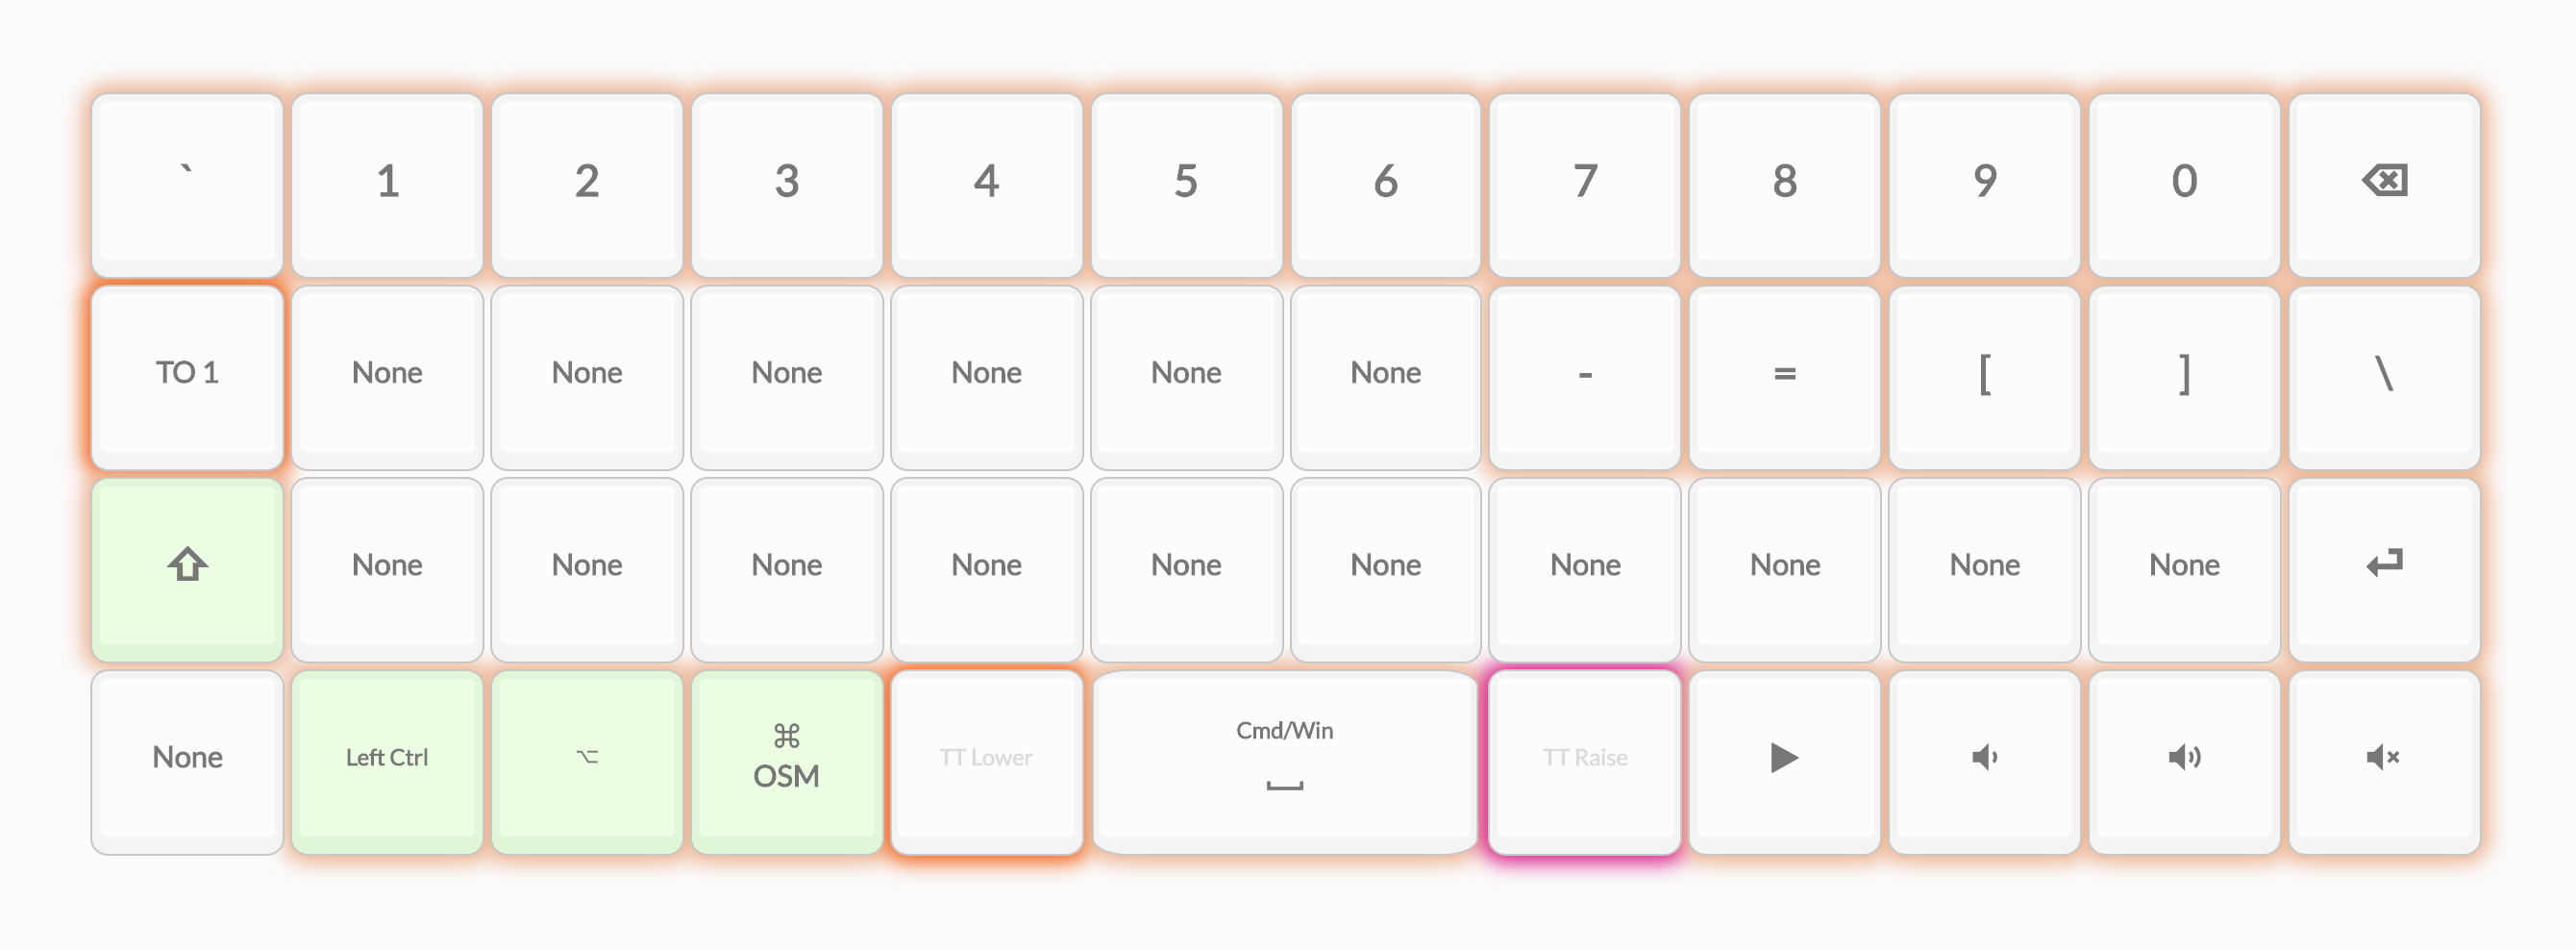 ` 1 2 3 4 5 6 7 8 9 0
TO 1 None None None None None None - = [ ] \
None None None None None None None None None None
None Left Ctrl ⌥ ⌘ TT Lower Cmd/Win TT Raise
OSM